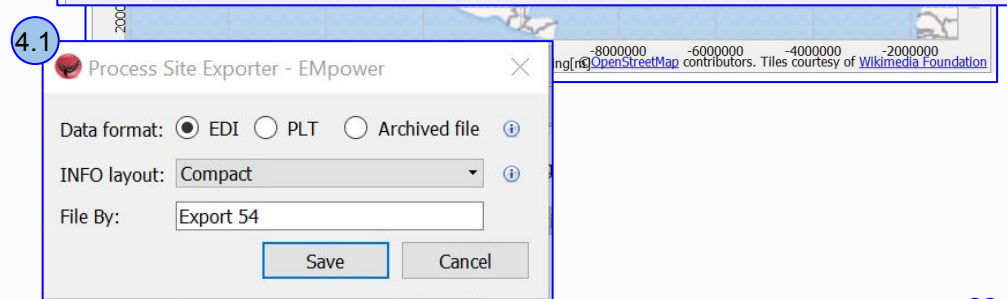 2000
4.1
-8000000 -6000000 -4000000 -2000000
ng[m]©OpenStreetMap contributors. Tiles courtesy of Wikimedia Foundation
Process Site Exporter - EMpower
Data format: EDI PLT Archived file
INFO layout: Compact
File By: Export 54
Save Cancel